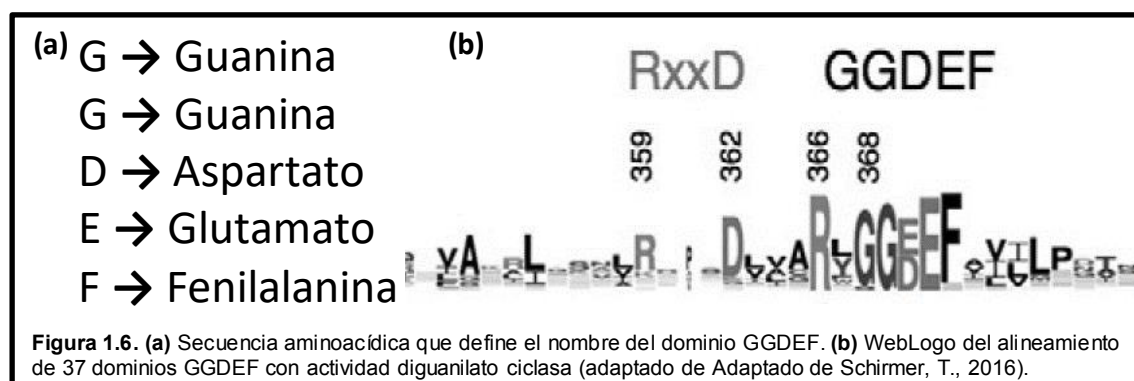 (a) G → Guanina
G → Guanina
D → Aspartato
E → Glutamato
F → Fenilalanina
(b)
RxxD GGDEF
359 362 366 368
Figura 1.6. (a) Secuencia aminoacídica que define el nombre del dominio GGDEF. (b) WebLogo del alineamiento
de 37 dominios GGDEF con actividad diguanilato ciclasa (adaptado de Adaptado de Schirmer, T., 2016).